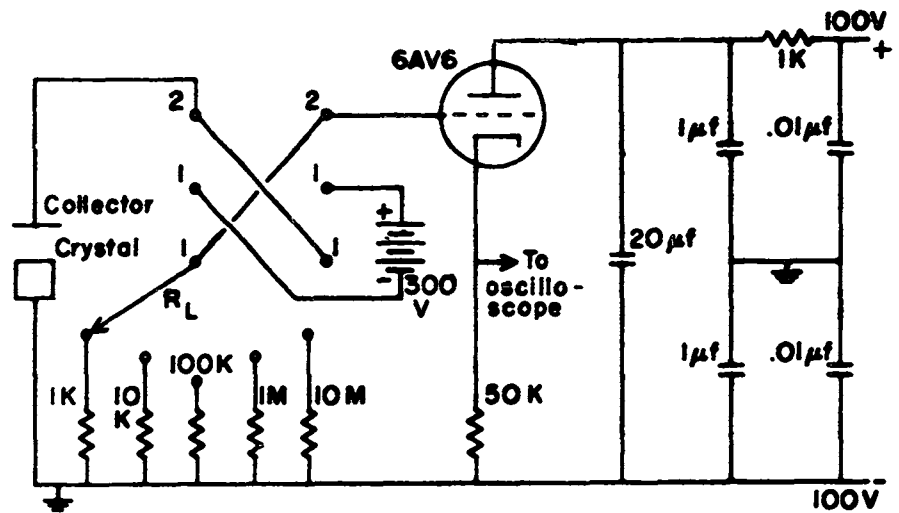 100V
+
1K
6AV6
2
2
1µf
.01µf
1
1
Collector
+
Crystal
1
1
20µf
To
oscillo-
scope
-
300
V
R_L
1µf
.01µf
100K
1K
10
K
1M
10M
50K
-
100V